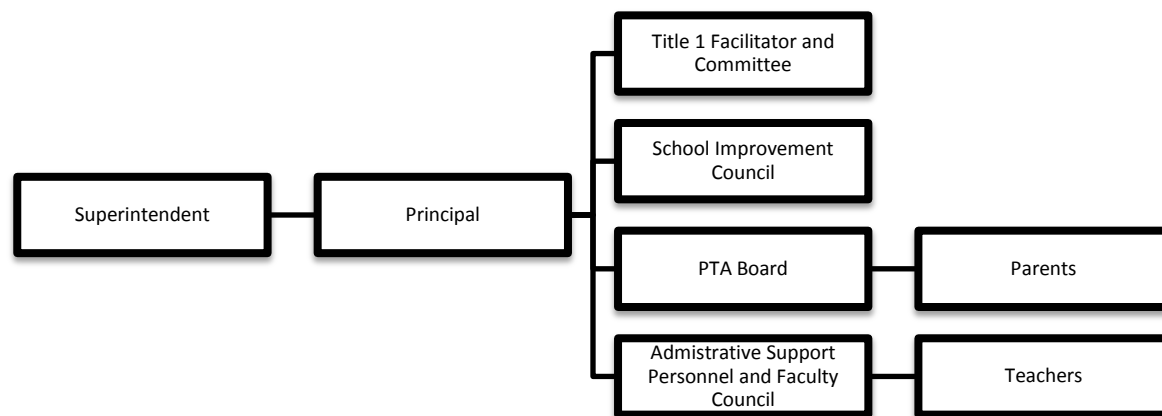 Title 1 Facilitator and
Committee
School Improvement
Council
Superintendent
Principal
PTA Board
Parents
Admistrative Support
Personnel and Faculty
Council
Teachers